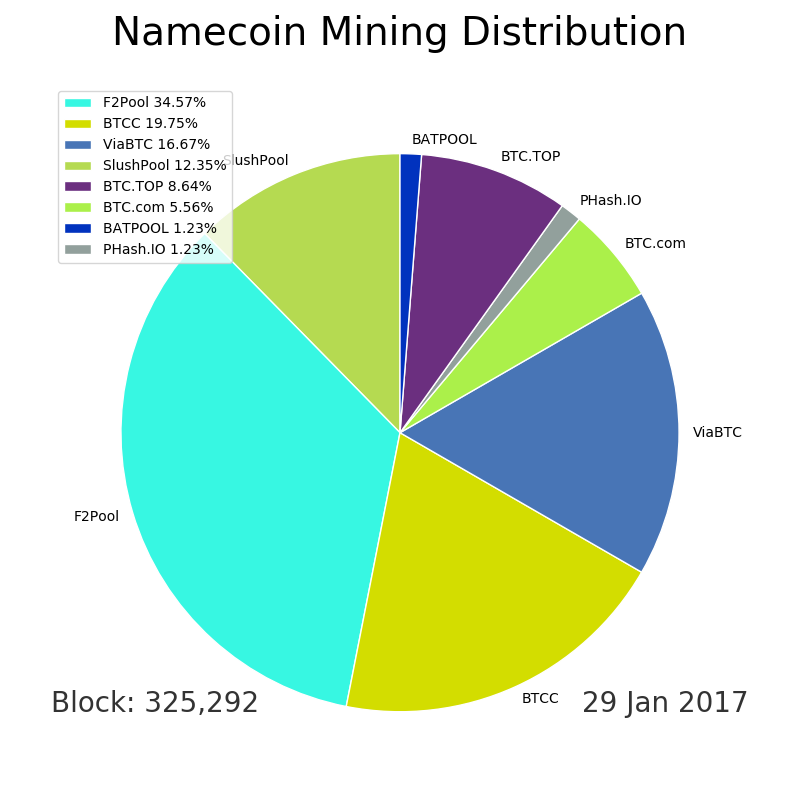 Namecoin Mining Distribution
F2Pool 34.57%
BTCC 19.75%
ViaBTC 16.67%
SlushPool 12.35%
BTC.TOP 8.64%
BTC.com 5.56%
BATPOOL 1.23%
PHash.IO 1.23%
BATPOOL
BTC.TOP
SlushPool
PHash.IO
BTC.com
ViaBTC
F2Pool
BTCC
Block: 325,292
29 Jan 2017